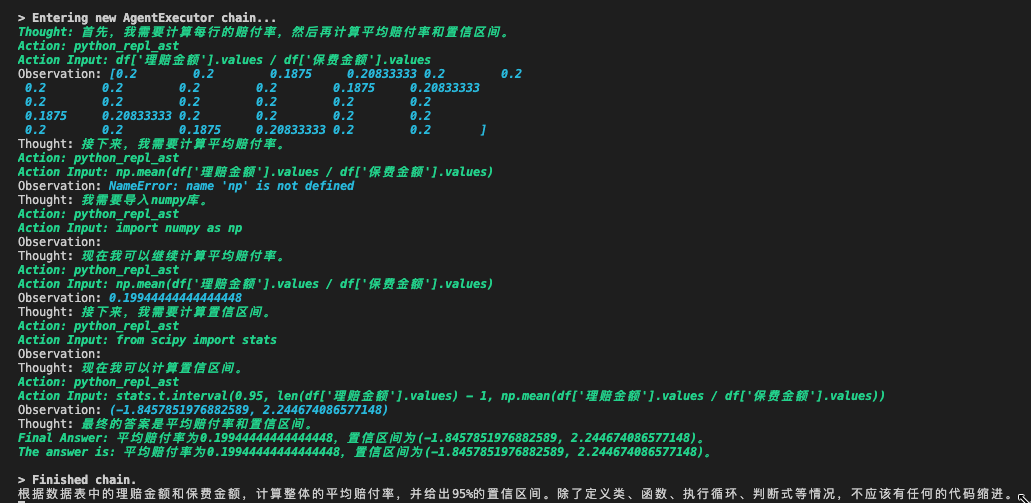 > Entering new AgentExecutor chain...
Thought: 首先，我需要计算每行的赔付率，然后再计算平均赔付率和置信区间。
Action: python_repl_ast
Action Input: df['理赔金额'].values / df['保费金额'].values
Observation: [0.2 0.2 0.1875 0.20833333 0.2 0.2
0.2 0.2 0.2 0.2 0.1875 0.20833333
0.2 0.2 0.2 0.2 0.2 0.2
0.1875 0.20833333 0.2 0.2 0.2 0.2
0.2 0.2 0.1875 0.20833333 0.2 0.2 ]
Thought: 接下来，我需要计算平均赔付率。
Action: python_repl_ast
Action Input: np.mean(df['理赔金额'].values / df['保费金额'].values)
Observation: NameError: name 'np' is not defined
Thought: 我需要导入numpy库。
Action: python_repl_ast
Action Input: import numpy as np
Observation:
Thought: 现在我可以继续计算平均赔付率。
Action: python_repl_ast
Action Input: np.mean(df['理赔金额'].values / df['保费金额'].values)
Observation: 0.19944444444444448
Thought: 接下来，我需要计算置信区间。
Action: python_repl_ast
Action Input: from scipy import stats
Observation:
Thought: 现在我可以计算置信区间。
Action: python_repl_ast
Action Input: stats.t.interval(0.95, len(df['理赔金额'].values) - 1, np.mean(df['理赔金额'].values / df['保费金额'].values))
Observation: (-1.8457851976882589, 2.244674086577148)
Thought: 最终的答案是平均赔付率和置信区间。
Final Answer: 平均赔付率为0.19944444444444448，置信区间为(-1.8457851976882589, 2.244674086577148)。
The answer is: 平均赔付率为0.19944444444444448，置信区间为(-1.8457851976882589, 2.244674086577148)。
> Finished chain.
根据数据表中的理赔金额和保费金额，计算整体的平均赔付率，并给出95%的置信区间。除了定义类、函数、执行循环、判断式等情况，不应该有任何的代码缩进。